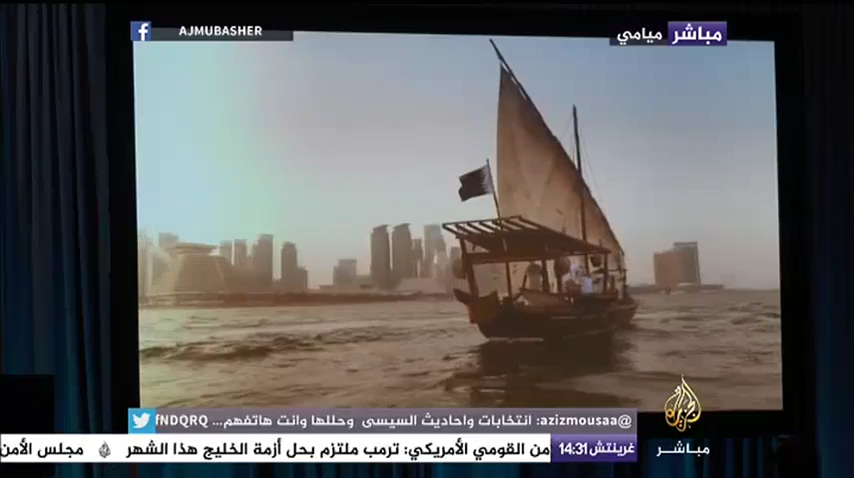 AJMUBASHER
مباشر ميامي
@azizmousaa: انتخابات واحاديث السيسى وحللها وانت هاتفهم... fNDQRQ
غرينتش 14:31 من القومي الأمريكي: ترمب ملتزم بحل أزمة الخليج هذا الشهر مجلس الأمن
الجزيرة
مباشر